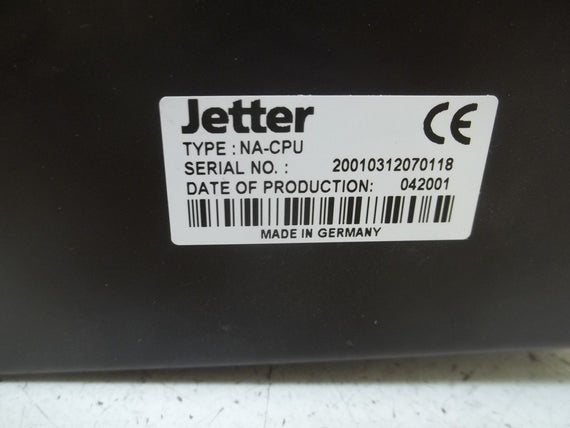 Jetter
CE
TYPE : NA-CPU
SERIAL NO. : 20010312070118
DATE OF PRODUCTION: 042001
MADE IN GERMANY